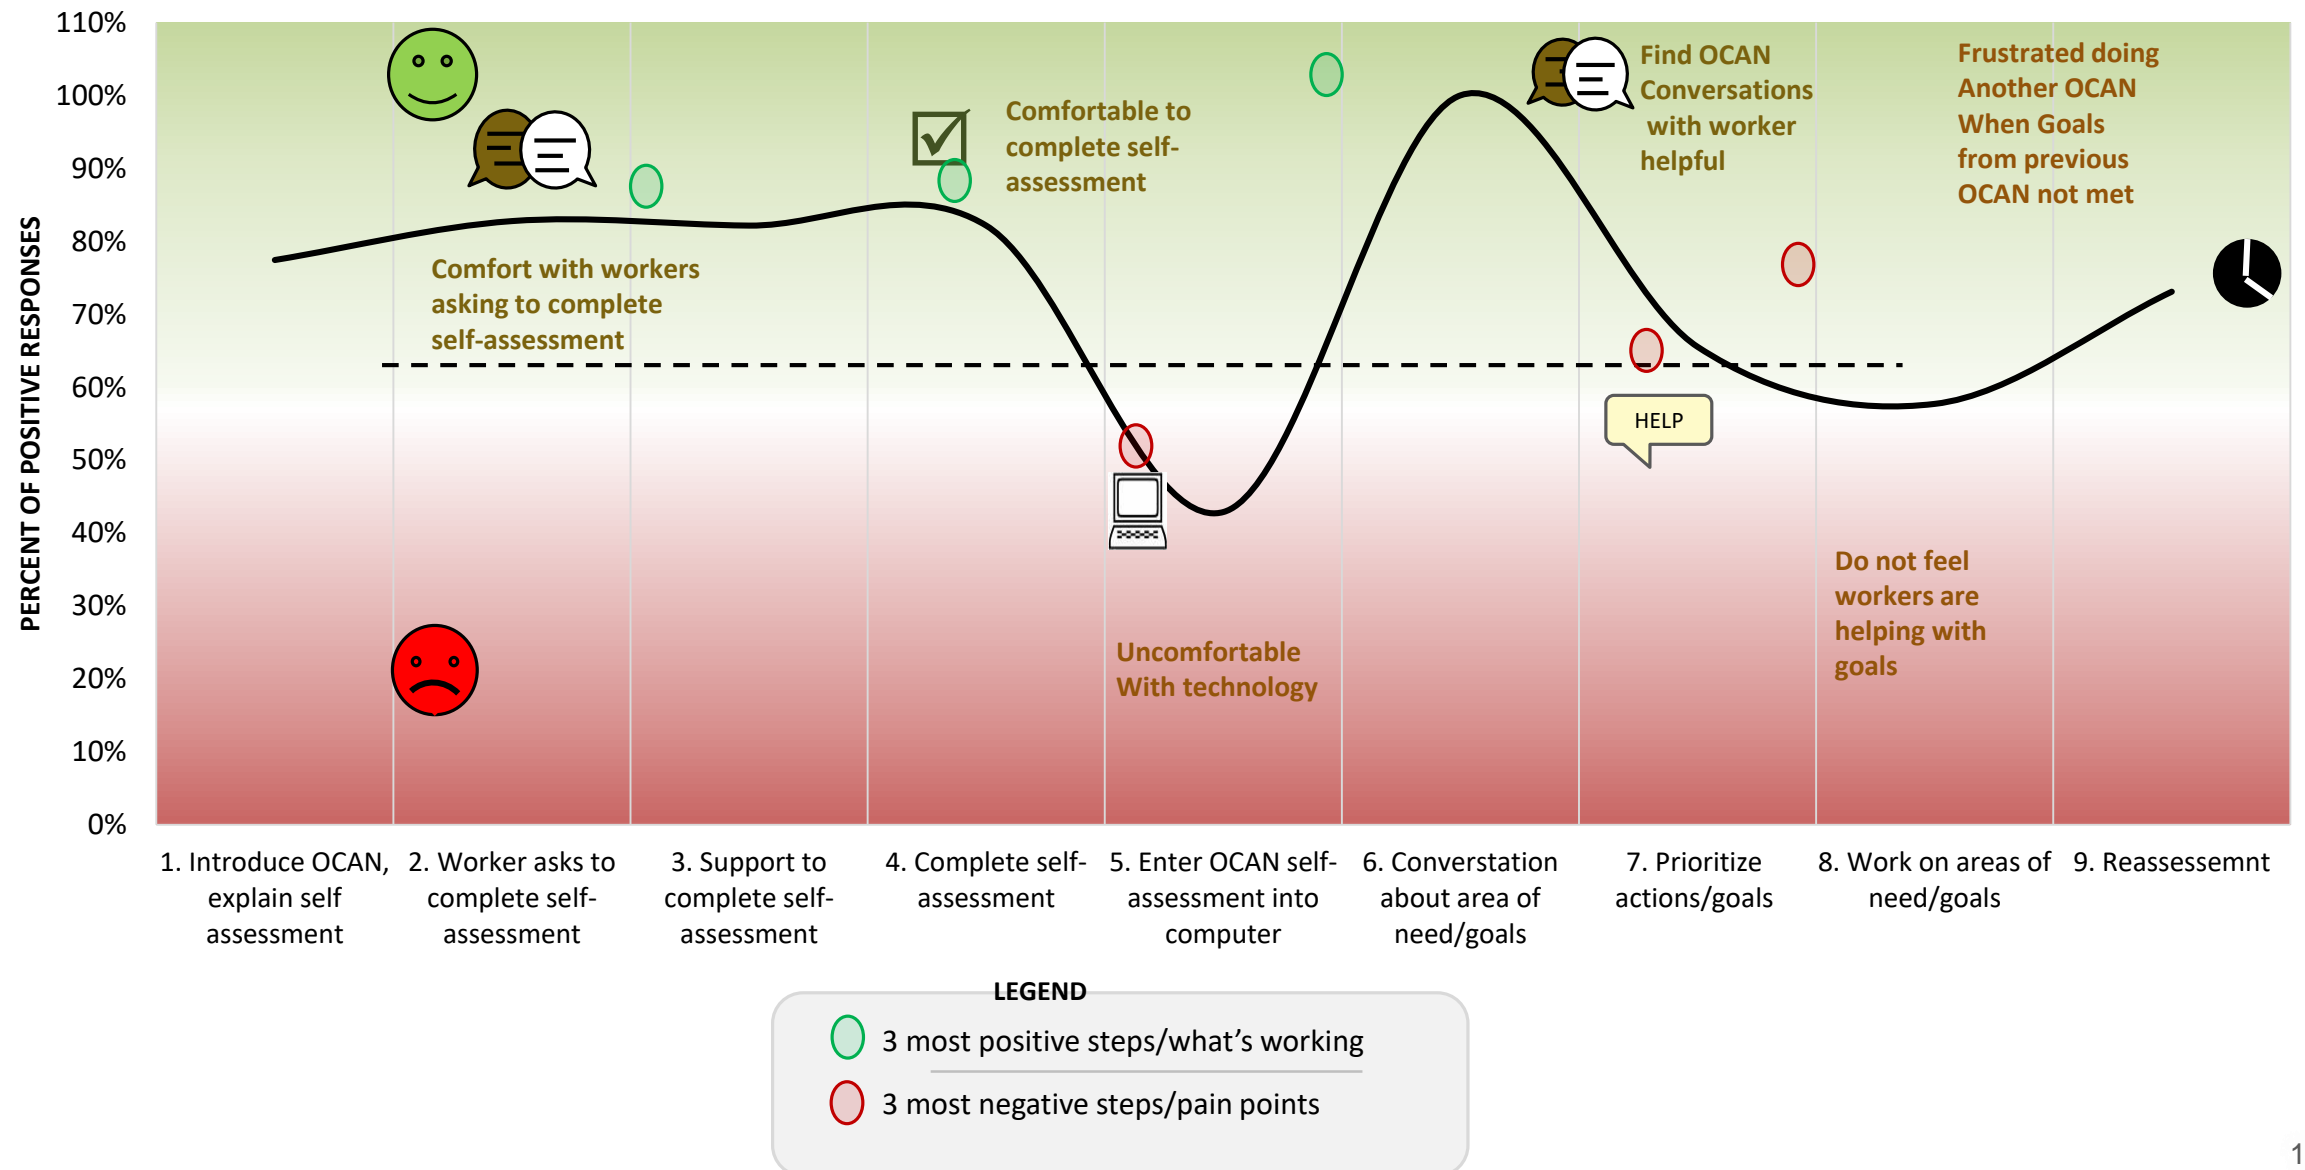 110%
100%
90%
80%
70%
60%
50%
40%
30%
20%
10%
0%
PERCENT OF POSITIVE RESPONSES
Comfort with workers
asking to complete
self-assessment
Comfortable to
complete self-
assessment
Uncomfortable
With technology
Find OCAN
Conversations
with worker
helpful
HELP
Do not feel
workers are
helping with
goals
Frustrated doing
Another OCAN
When Goals
from previous
OCAN not met
1. Introduce OCAN,
explain self
assessment
2. Worker asks to
complete self-
assessment
3. Support to
complete self-
assessment
4. Complete self-
assessment
5. Enter OCAN self-
assessment into
computer
6. Converstation
about area of
need/goals
7. Prioritize
actions/goals
8. Work on areas of
need/goals
9. Reassessemnt
LEGEND
3 most positive steps/what’s working
3 most negative steps/pain points
1